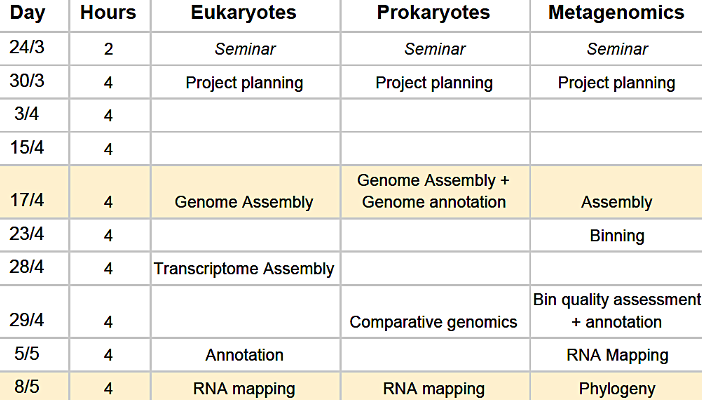 Day Hours Eukaryotes Prokaryotes Metagenomics
24/3 2 Seminar Seminar Seminar
30/3 4 Project planning Project planning Project planning
3/4 4
15/4 4
Genome Assembly +
17/4 4 Genome Assembly Genome annotation Assembly
23/4 4 Binning
28/4 4 Transcriptome Assembly
Bin quality assessment
29/4 4 Comparative genomics + annotation
5/5 4 Annotation RNA Mapping
8/5 4 RNA mapping RNA mapping Phylogeny